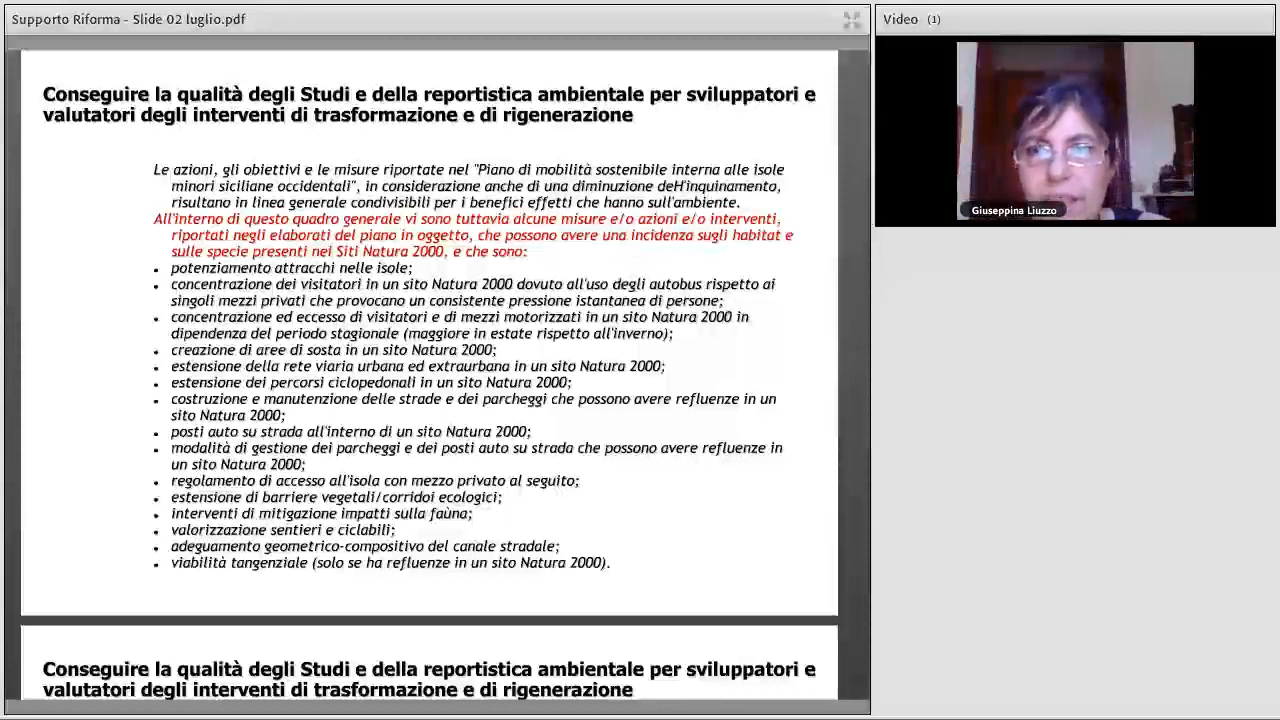 Supporto Riforma - Slide 02 luglio.pdf
Conseguire la qualità degli Studi e della reportistica ambientale per sviluppatori e
valutatori degli interventi di trasformazione e di rigenerazione
Le azioni, gli obiettivi e le misure riportate nel "Piano di mobilità sostenibile interna alle isole
minori siciliane occidentali", in considerazione anche di una diminuzione deH'inquinamento,
risultano in linea generale condivisibili per i benefici effetti che hanno sull'ambiente.
All'interno di questo quadro generale vi sono tuttavia alcune misure e/o azioni e/o interventi,
riportati negli elaborati del piano in oggetto, che possono avere una incidenza sugli habitat e
sulle specie presenti nei Siti Natura 2000, e che sono:
• potenziamento attracchi nelle isole;
• concentrazione dei visitatori in un sito Natura 2000 dovuto all'uso degli autobus rispetto ai
singoli mezzi privati che provocano un consistente pressione istantanea di persone;
• concentrazione ed eccesso di visitatori e di mezzi motorizzati in un sito Natura 2000 in
dipendenza del periodo stagionale (maggiore in estate rispetto all'inverno);
• creazione di aree di sosta in un sito Natura 2000;
• estensione della rete viaria urbana ed extraurbana in un sito Natura 2000;
• estensione dei percorsi ciclopedonali in un sito Natura 2000;
• costruzione e manutenzione delle strade e dei parcheggi che possono avere refluenze in un
sito Natura 2000;
• posti auto su strada all'interno di un sito Natura 2000;
• modalità di gestione dei parcheggi e dei posti auto su strada che possono avere refluenze in
un sito Natura 2000;
• regolamento di accesso all'isola con mezzo privato al seguito;
• estensione di barriere vegetali/corridoi ecologici;
• interventi di mitigazione impatti sulla faùna;
• valorizzazione sentieri e ciclabili;
• adeguamento geometrico-compositivo del canale stradale;
• viabilità tangenziale (solo se ha refluenze in un sito Natura 2000).
Conseguire la qualità degli Studi e della reportistica ambientale per sviluppatori e
valutatori degli interventi di trasformazione e di rigenerazione
Video (1)
Giuseppina Liuzzo